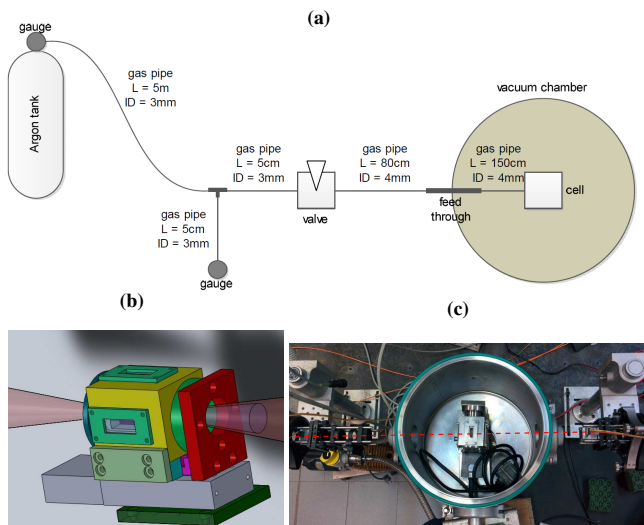 (a)
gauge
Argon tank
gas pipe
L = 5m
ID = 3mm
gas pipe
L = 5cm
ID = 3mm
valve
gas pipe
L = 80cm
ID = 4mm
feed
through
vacuum chamber
gas pipe
L = 150cm
ID = 4mm
cell
gas pipe
L = 5cm
ID = 3mm
gauge
(b)
(c)